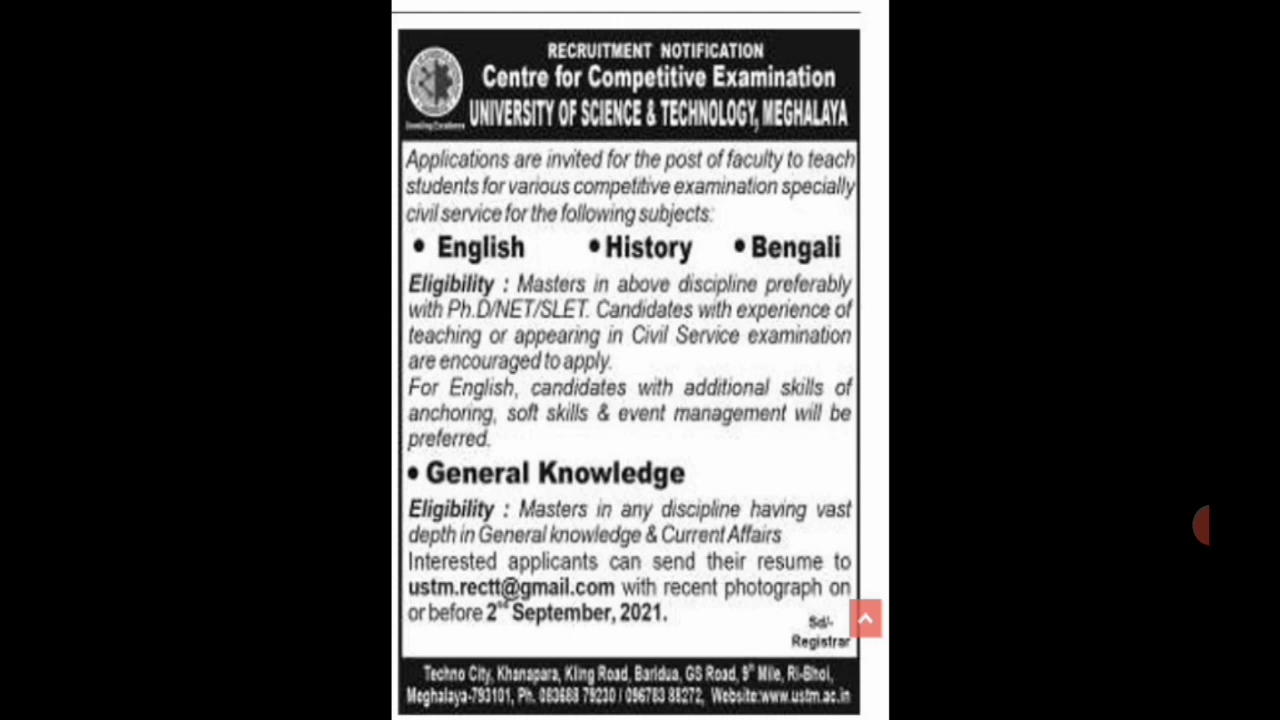 RECRUITMENT NOTIFICATION
Centre for Competitive Examination
UNIVERSITY OF SCIENCE & TECHNOLOGY, MEGHALAYA
Applications are invited for the post of faculty to teach
students for various competitive examination specially
civil service for the following subjects:
• English • History • Bengali
Eligibility : Masters in above discipline preferably
with Ph.D/NET/SLET. Candidates with experience of
teaching or appearing in Civil Service examination
are encouraged to apply.
For English, candidates with additional skills of
anchoring, soft skills & event management will be
preferred.
• General Knowledge
Eligibility : Masters in any discipline having vast
depth in General knowledge & Current Affairs
Interested applicants can send their resume to
ustm.rectt@gmail.com with recent photograph on
or before 2nd September, 2021.
Sd/-
Registrar
Techno City, Khanapara, Kling Road, Baridua, GS Road, 9th Mile, Ri-Bhoi,
Meghalaya-793101, Ph. 083688 79230 / 096783 88272, Website:www.ustm.ac.in